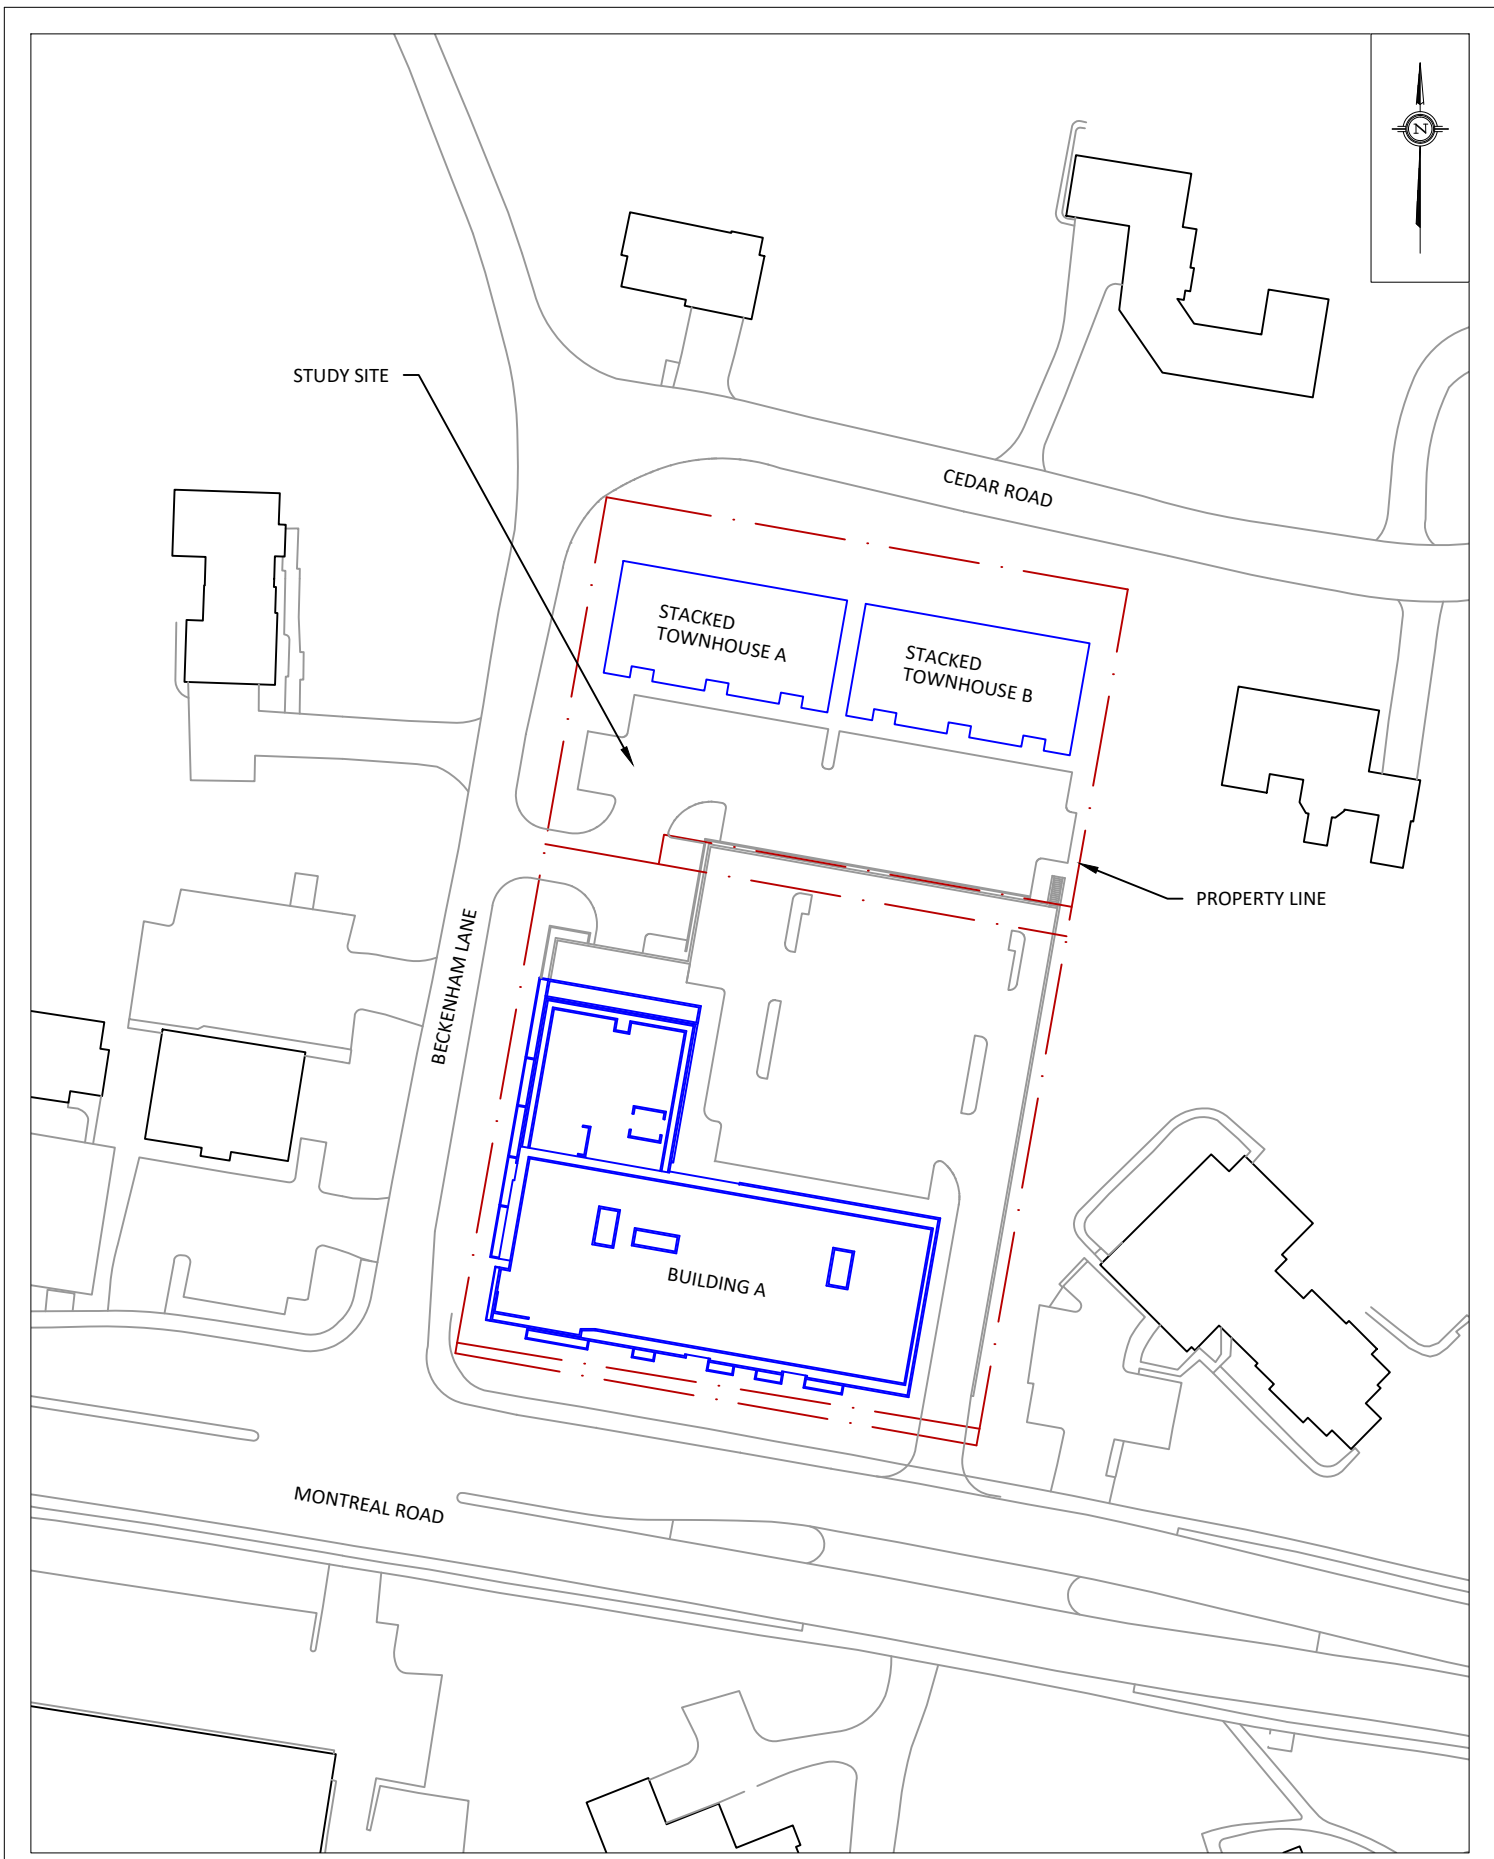 N
STUDY SITE
CEDAR ROAD
STACKED
TOWNHOUSE A
STACKED
TOWNHOUSE B
PROPERTY LINE
BECKENHAM LANE
BUILDING A
MONTREAL ROAD